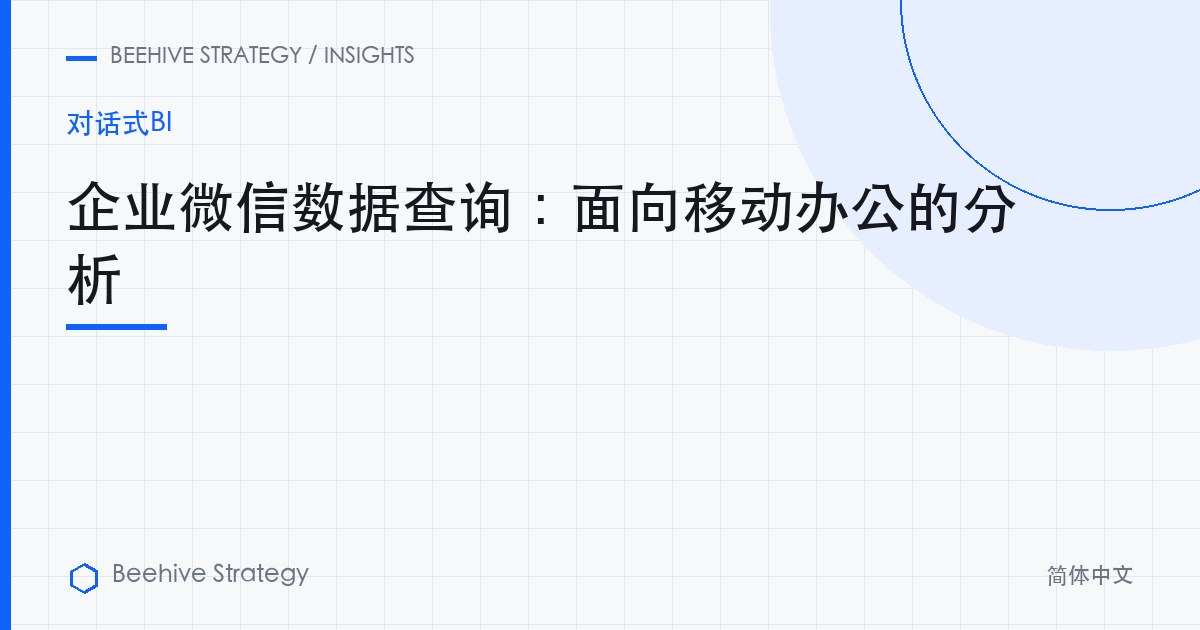 BEEHIVE STRATEGY / INSIGHTS
对话式BI
企业微信数据查询：面向移动办公的分
析
Beehive Strategy
简体中文